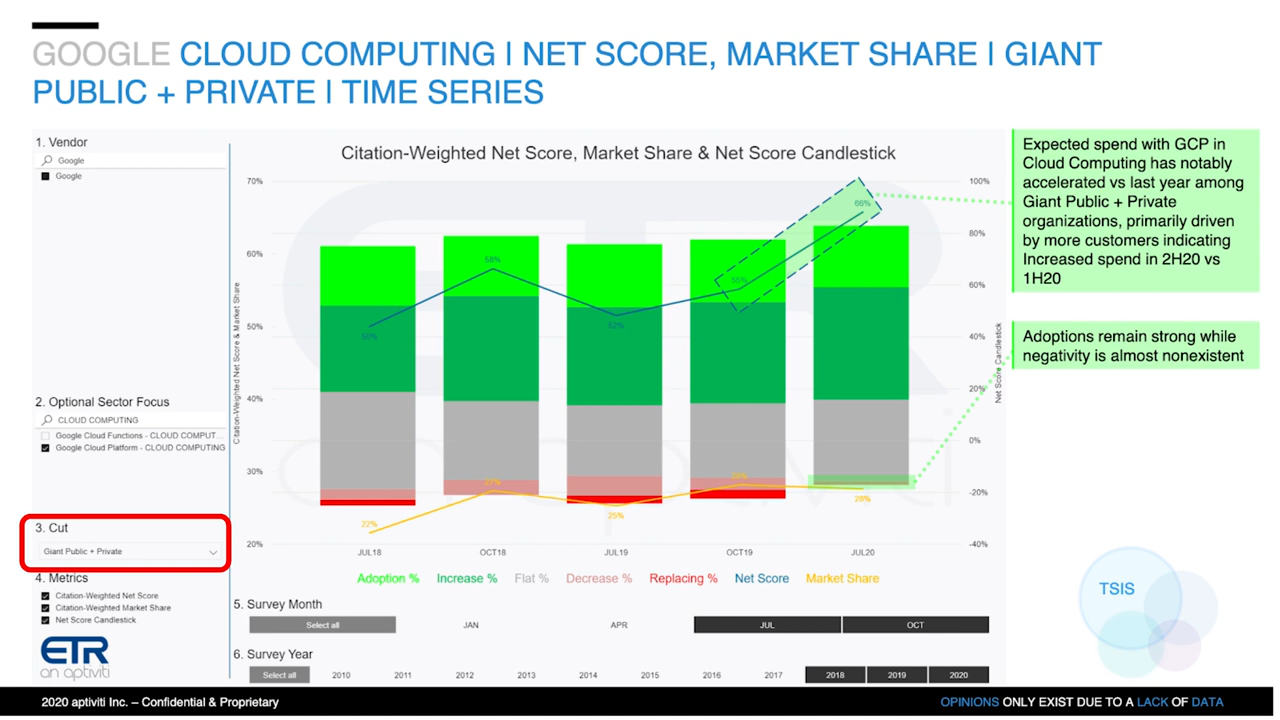 GOOGLE CLOUD COMPUTING | NET SCORE, MARKET SHARE | GIANT
PUBLIC + PRIVATE | TIME SERIES
1. Vendor
Google
Google
2. Optional Sector Focus
CLOUD COMPUTING
Google Cloud Functions - CLOUD COMPUT...
Google Cloud Platform - CLOUD COMPUTING
3. Cut
Giant Public + Private
4. Metrics
Citation-Weighted Net Score
Citation-Weighted Market Share
Net Score Candlestick
ETR
an aptiviti
Citation-Weighted Net Score, Market Share & Net Score Candlestick
Citation-Weighted Net Score & Market Share
70%
60%
50%
40%
30%
20%
100%
80%
60%
40%
20%
0%
-20%
-40%
Net Score Candlestick
50%
58%
52%
55%
66%
22%
27%
25%
28%
28%
JUL18
OCT18
JUL19
OCT19
JUL20
Adoption % Increase % Flat % Decrease % Replacing % Net Score Market Share
5. Survey Month
Select all JAN APR JUL OCT
6. Survey Year
Select all 2010 2011 2012 2013 2014 2015 2016 2017 2018 2019 2020
Expected spend with GCP in
Cloud Computing has notably
accelerated vs last year among
Giant Public + Private
organizations, primarily driven
by more customers indicating
Increased spend in 2H20 vs
1H20
Adoptions remain strong while
negativity is almost nonexistent
TSIS
2020 aptiviti Inc. – Confidential & Proprietary
OPINIONS ONLY EXIST DUE TO A LACK OF DATA